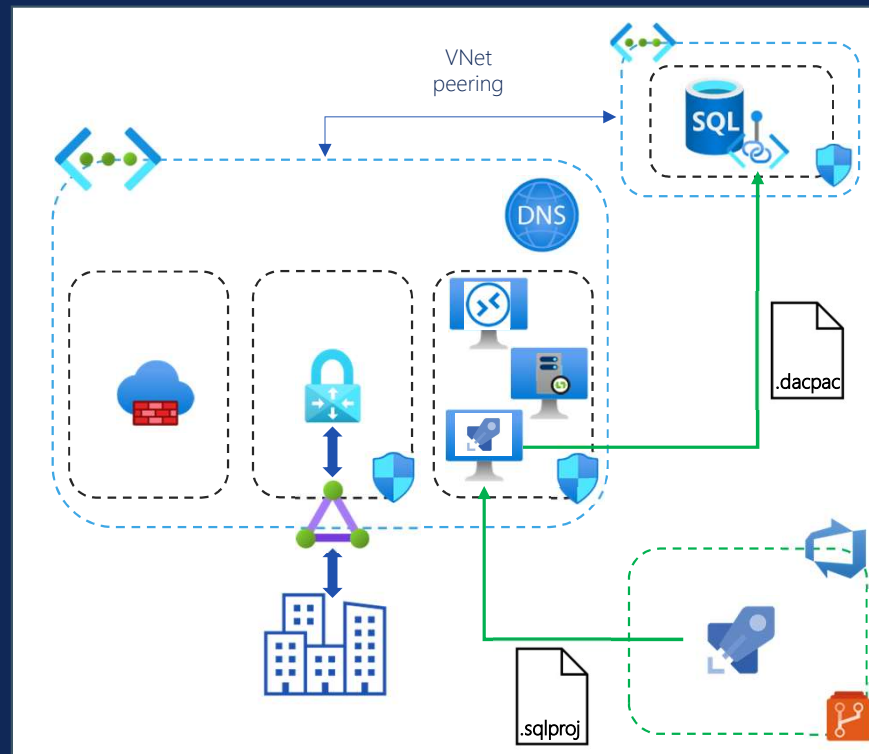 VNet
peering
SQL
DNS
.dacpac
.sqlproj